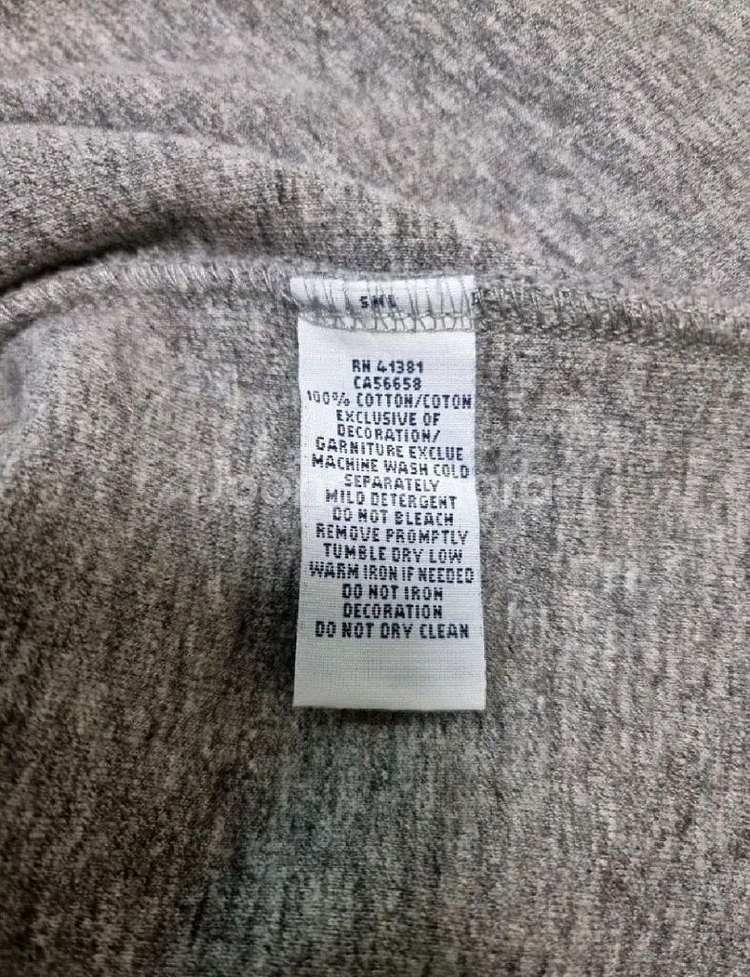 SML
RN 41381
CA56658
100% COTTON/COTON
EXCLUSIVE OF
DECORATION/
GARNITURE EXCLUE
MACHINE WASH COLD
SEPARATELY
MILD DETERGENT
DO NOT BLEACH
REMOVE PROMPTLY
TUMBLE DRY LOW
WARM IRON IF NEEDED
DO NOT IRON
DECORATION
DO NOT DRY CLEAN